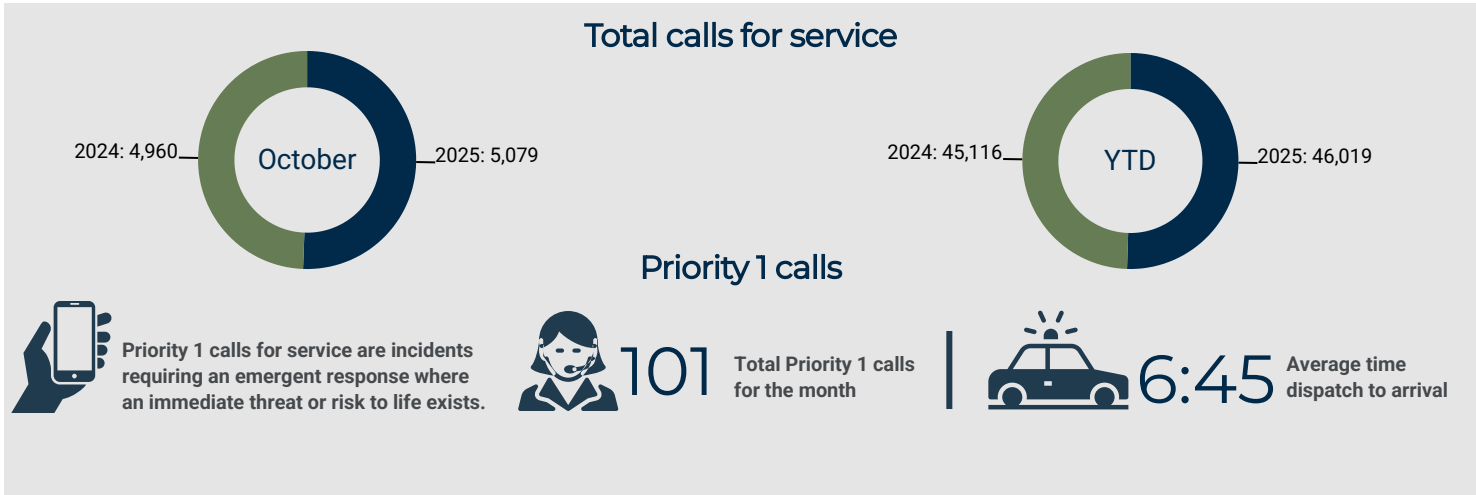 Total calls for service
2024: 4,960
October
2025: 5,079
2024: 45,116
YTD
2025: 46,019
Priority 1 calls
Priority 1 calls for service are incidents
requiring an emergent response where
an immediate threat or risk to life exists.
101
Total Priority 1 calls
for the month
6:45
Average time
dispatch to arrival